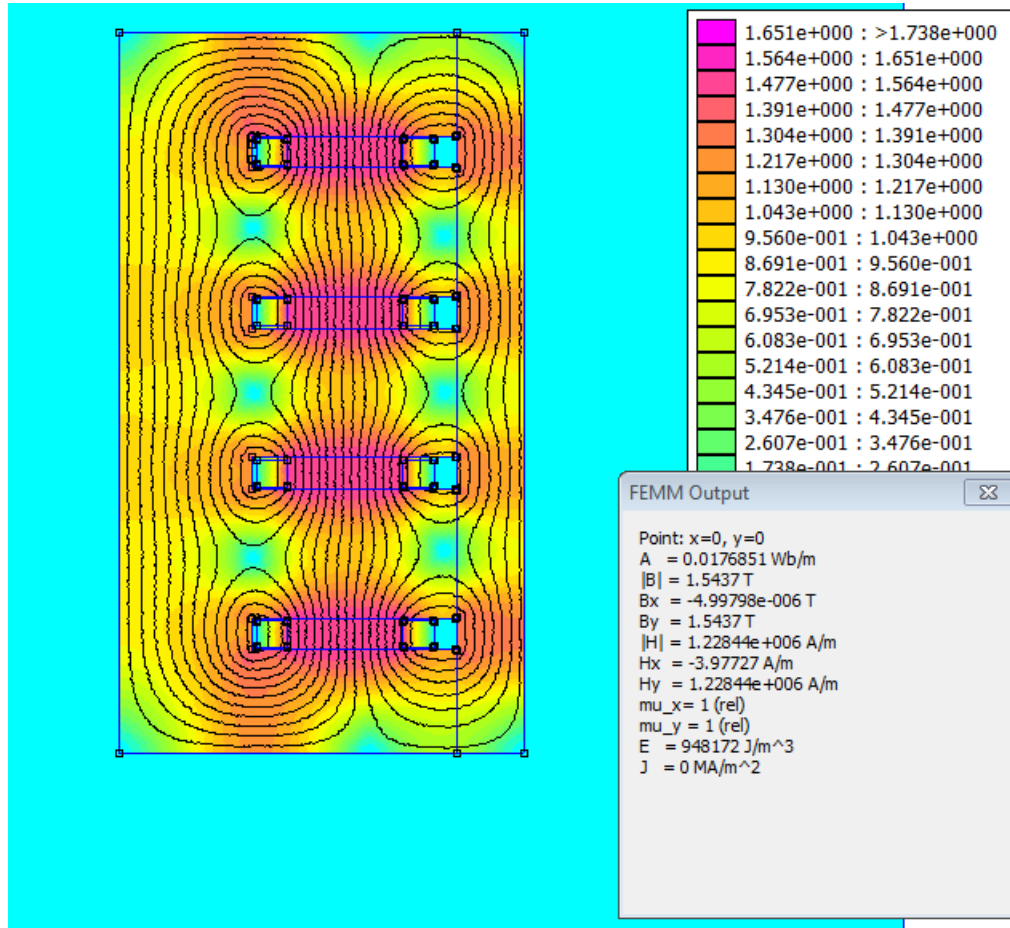 1.651e+000 : >1.738e+000
1.564e+000 : 1.651e+000
1.477e+000 : 1.564e+000
1.391e+000 : 1.477e+000
1.304e+000 : 1.391e+000
1.217e+000 : 1.304e+000
1.130e+000 : 1.217e+000
1.043e+000 : 1.130e+000
9.560e-001 : 1.043e+000
8.691e-001 : 9.560e-001
7.822e-001 : 8.691e-001
6.953e-001 : 7.822e-001
6.083e-001 : 6.953e-001
5.214e-001 : 6.083e-001
4.345e-001 : 5.214e-001
3.476e-001 : 4.345e-001
2.607e-001 : 3.476e-001
1.738e-001 : 2.607e-001
FEMM Output
Point: x=0, y=0
A = 0.0176851 Wb/m
|B| = 1.5437 T
Bx = -4.99798e-006 T
By = 1.5437 T
|H| = 1.22844e+006 A/m
Hx = -3.97727 A/m
Hy = 1.22844e+006 A/m
mu_x= 1 (rel)
mu_y = 1 (rel)
E = 948172 J/m^3
J = 0 MA/m^2